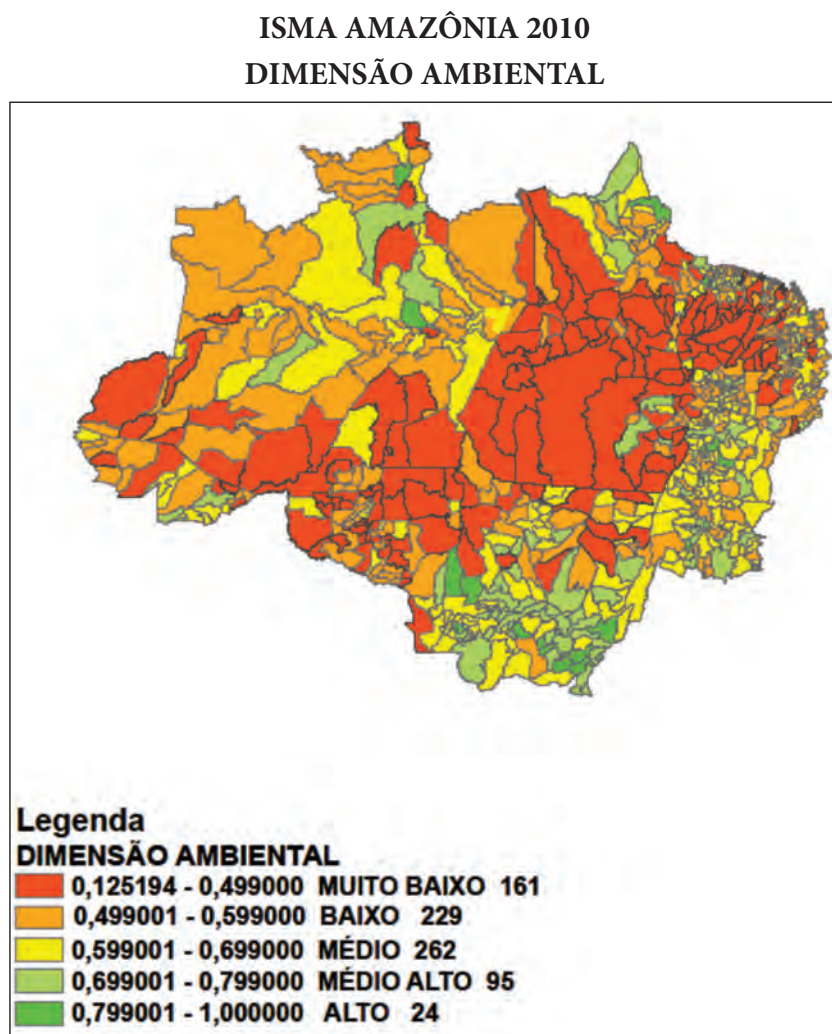 ISMA AMAZÔNIA 2010
DIMENSÃO AMBIENTAL
Legenda
DIMENSÃO AMBIENTAL
0,125194 - 0,499000 MUITO BAIXO 161
0,499001 - 0,599000 BAIXO 229
0,599001 - 0,699000 MÉDIO 262
0,699001 - 0,799000 MÉDIO ALTO 95
0,799001 - 1,000000 ALTO 24